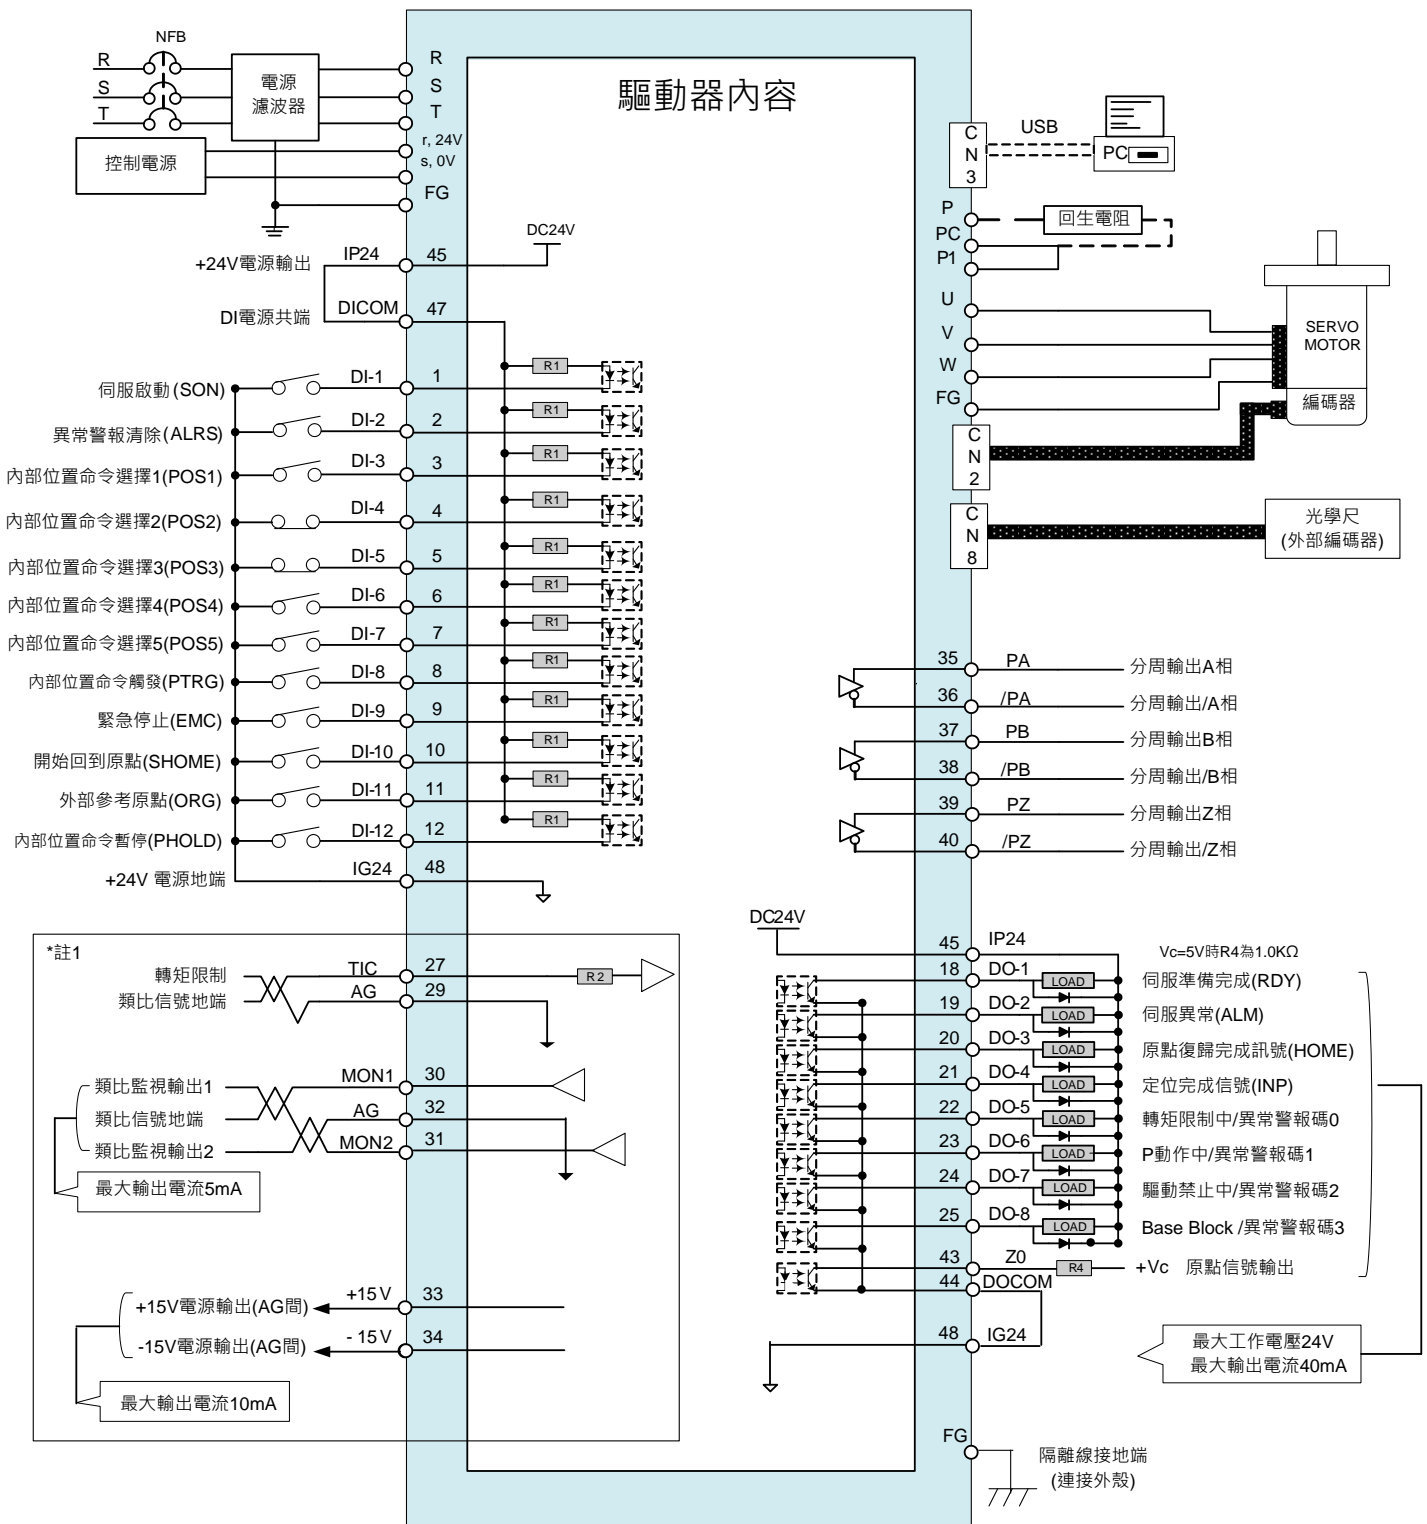 驅動器內容
NFB
R
S
T
電源
濾波器
控制電源
R
S
T
r, 24V
s, 0V
FG
DC24V
+24V電源輸出 IP24 45
DI電源共端 DICOM 47
伺服啟動(SON) DI-1 1 R1
異常警報清除(ALRS) DI-2 2 R1
內部位置命令選擇1(POS1) DI-3 3 R1
內部位置命令選擇2(POS2) DI-4 4 R1
內部位置命令選擇3(POS3) DI-5 5 R1
內部位置命令選擇4(POS4) DI-6 6 R1
內部位置命令選擇5(POS5) DI-7 7 R1
內部位置命令觸發(PTRG) DI-8 8 R1
緊急停止(EMC) DI-9 9 R1
開始回到原點(SHOME) DI-10 10 R1
外部參考原點(ORG) DI-11 11 R1
內部位置命令暫停(PHOLD) DI-12 12 R1
+24V 電源地端 IG24 48
*註1
轉矩限制 TIC 27 R2
類比信號地端 AG 29
類比監視輸出1 MON1 30
類比信號地端 AG 32
類比監視輸出2 MON2 31
最大輸出電流5mA
+15V電源輸出(AG間) +15V 33
-15V電源輸出(AG間) -15V 34
最大輸出電流10mA
CN3
USB
PC
P
PC
P1
回生電阻
U
V
W
FG
SERVO
MOTOR
編碼器
CN2
CN8
光學尺
(外部編碼器)
35 PA 分周輸出A相
36 /PA 分周輸出/A相
37 PB 分周輸出B相
38 /PB 分周輸出/B相
39 PZ 分周輸出Z相
40 /PZ 分周輸出/Z相
DC24V
45 IP24
Vc=5V時R4為1.0KΩ
18 DO-1 LOAD 伺服準備完成(RDY)
19 DO-2 LOAD 伺服異常(ALM)
20 DO-3 LOAD 原點復歸完成訊號(HOME)
21 DO-4 LOAD 定位完成信號(INP)
22 DO-5 LOAD 轉矩限制中/異常警報碼0
23 DO-6 LOAD P動作中/異常警報碼1
24 DO-7 LOAD 驅動禁止中/異常警報碼2
25 DO-8 LOAD Base Block /異常警報碼3
43 Z0 R4 +Vc 原點信號輸出
44 DOCOM
48 IG24
最大工作電壓24V
最大輸出電流40mA
FG
隔離線接地端
(連接外殼)